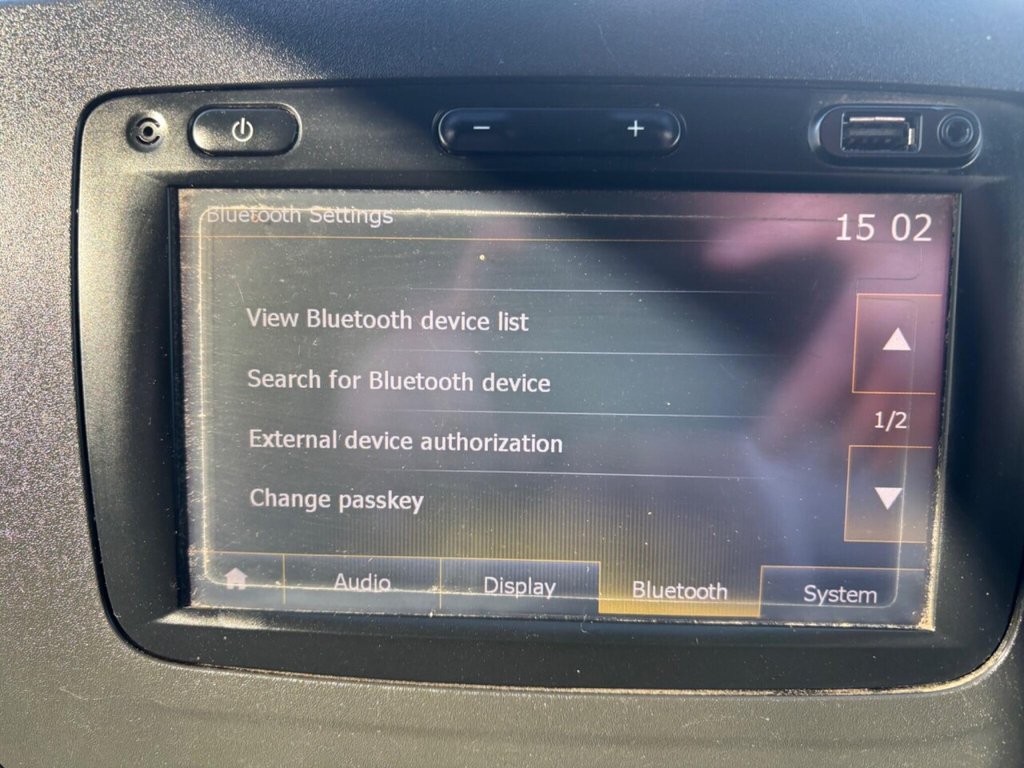 − +
Bluetooth Settings 15 02
View Bluetooth device list
Search for Bluetooth device
External device authorization
1/2
Change passkey
Audio Display Bluetooth System